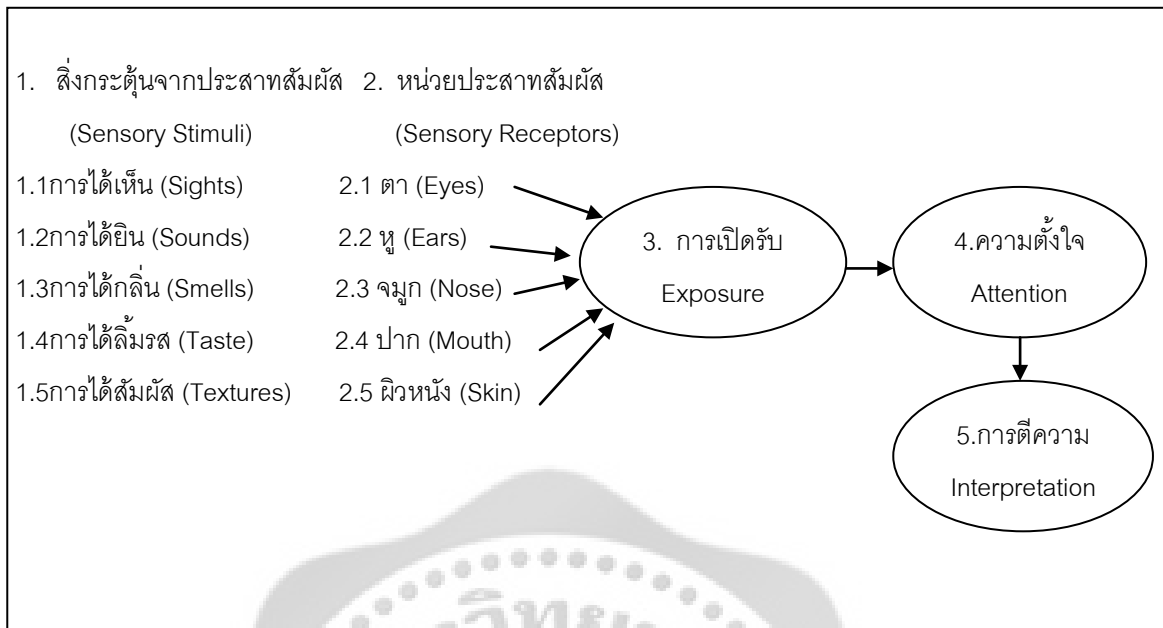 1. สิ่งกระตุ้นจากประสาทสัมผัส 2. หน่วยประสาทสัมผัส
(Sensory Stimuli) (Sensory Receptors)
1.1การได้เห็น (Sights) 2.1 ตา (Eyes)
1.2การได้ยิน (Sounds) 2.2 หู (Ears)
1.3การได้กลิ่น (Smells) 2.3 จมูก (Nose)
1.4การได้ลิ้มรส (Taste) 2.4 ปาก (Mouth)
1.5การได้สัมผัส (Textures) 2.5 ผิวหนัง (Skin)
3. การเปิดรับ
Exposure
4.ความตั้งใจ
Attention
5.การตีความ
Interpretation